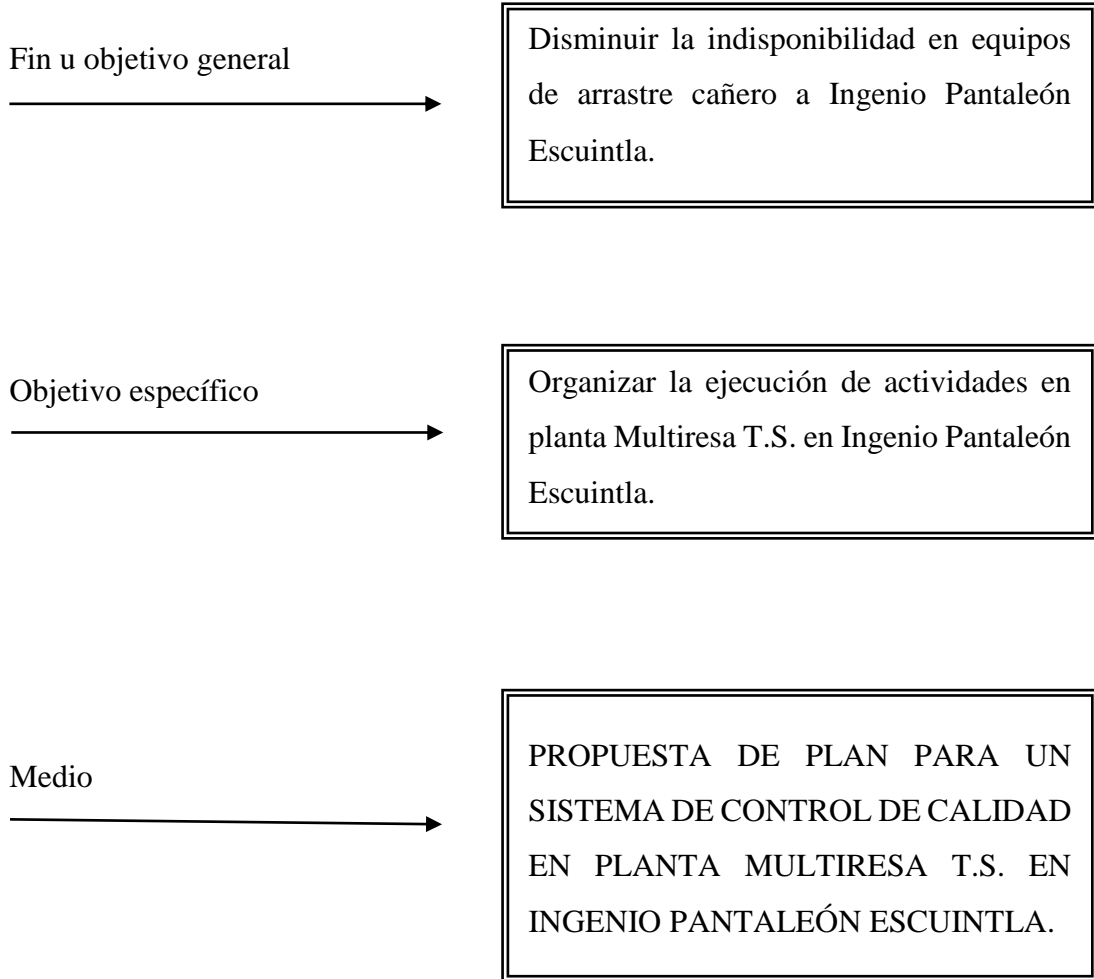 Fin u objetivo general
Disminuir la indisponibilidad en equipos
de arrastre cañero a Ingenio Pantaleón
Escuintla.
Objetivo específico
Organizar la ejecución de actividades en
planta Multiresa T.S. en Ingenio Pantaleón
Escuintla.
Medio
PROPUESTA DE PLAN PARA UN
SISTEMA DE CONTROL DE CALIDAD
EN PLANTA MULTIRESA T.S. EN
INGENIO PANTALEÓN ESCUINTLA.